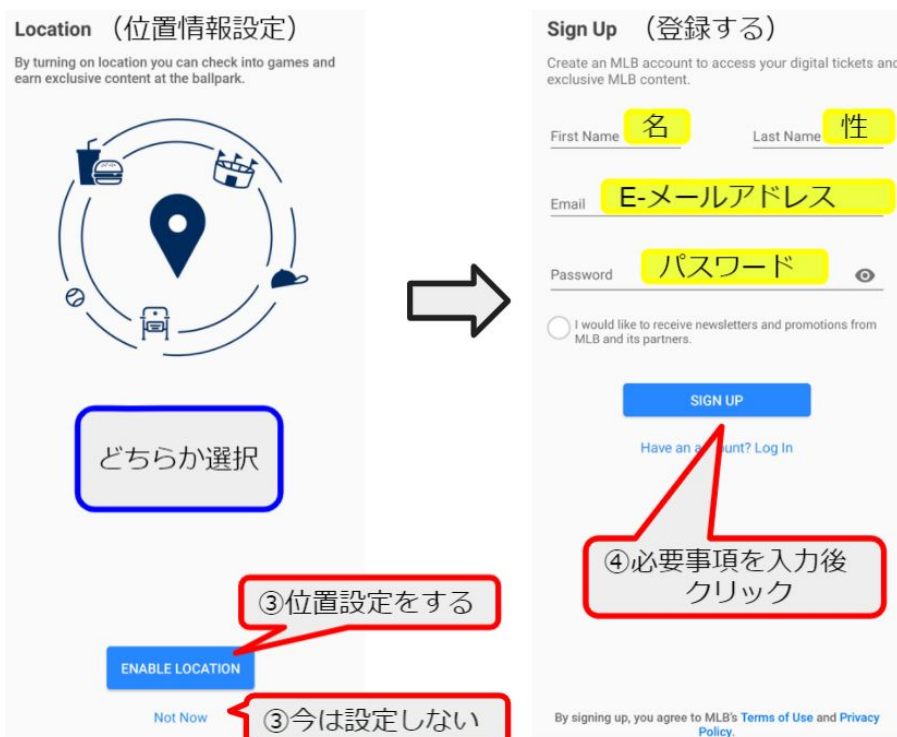 Location （位置情報設定）
By turning on location you can check into games and
earn exclusive content at the ballpark.
どちらか選択
③位置設定をする
ENABLE LOCATION
Not Now
③今は設定しない
Sign Up （登録する）
Create an MLB account to access your digital tickets and
exclusive MLB content.
First Name 名 Last Name 性
Email E-メールアドレス
Password パスワード
I would like to receive newsletters and promotions from
MLB and its partners.
SIGN UP
Have an account? Log In
④必要事項を入力後
クリック
By signing up, you agree to MLB's Terms of Use and Privacy
Policy.